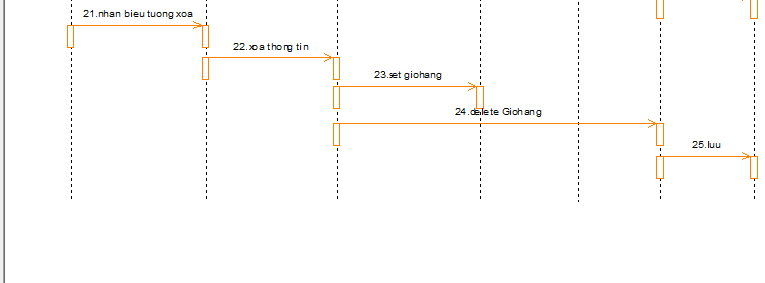 21.nhan bieu tuong xoa
22.xoa thong tin
23.set giohang
24.delete Giohang
25.luu